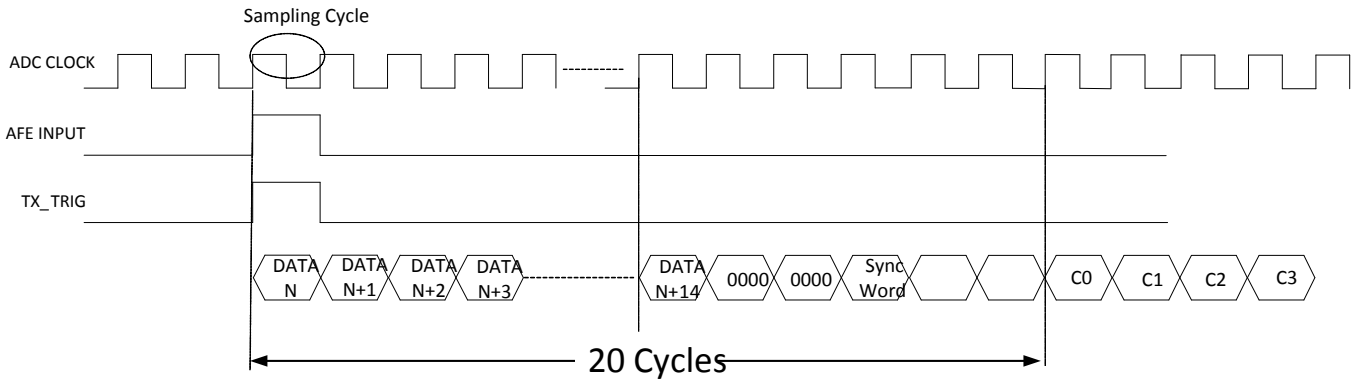 Sampling Cycle
ADC CLOCK
AFE INPUT
TX_TRIG
DATA N
DATA N+1
DATA N+2
DATA N+3
DATA N+14
0000
0000
Sync Word
C0
C1
C2
C3
20 Cycles